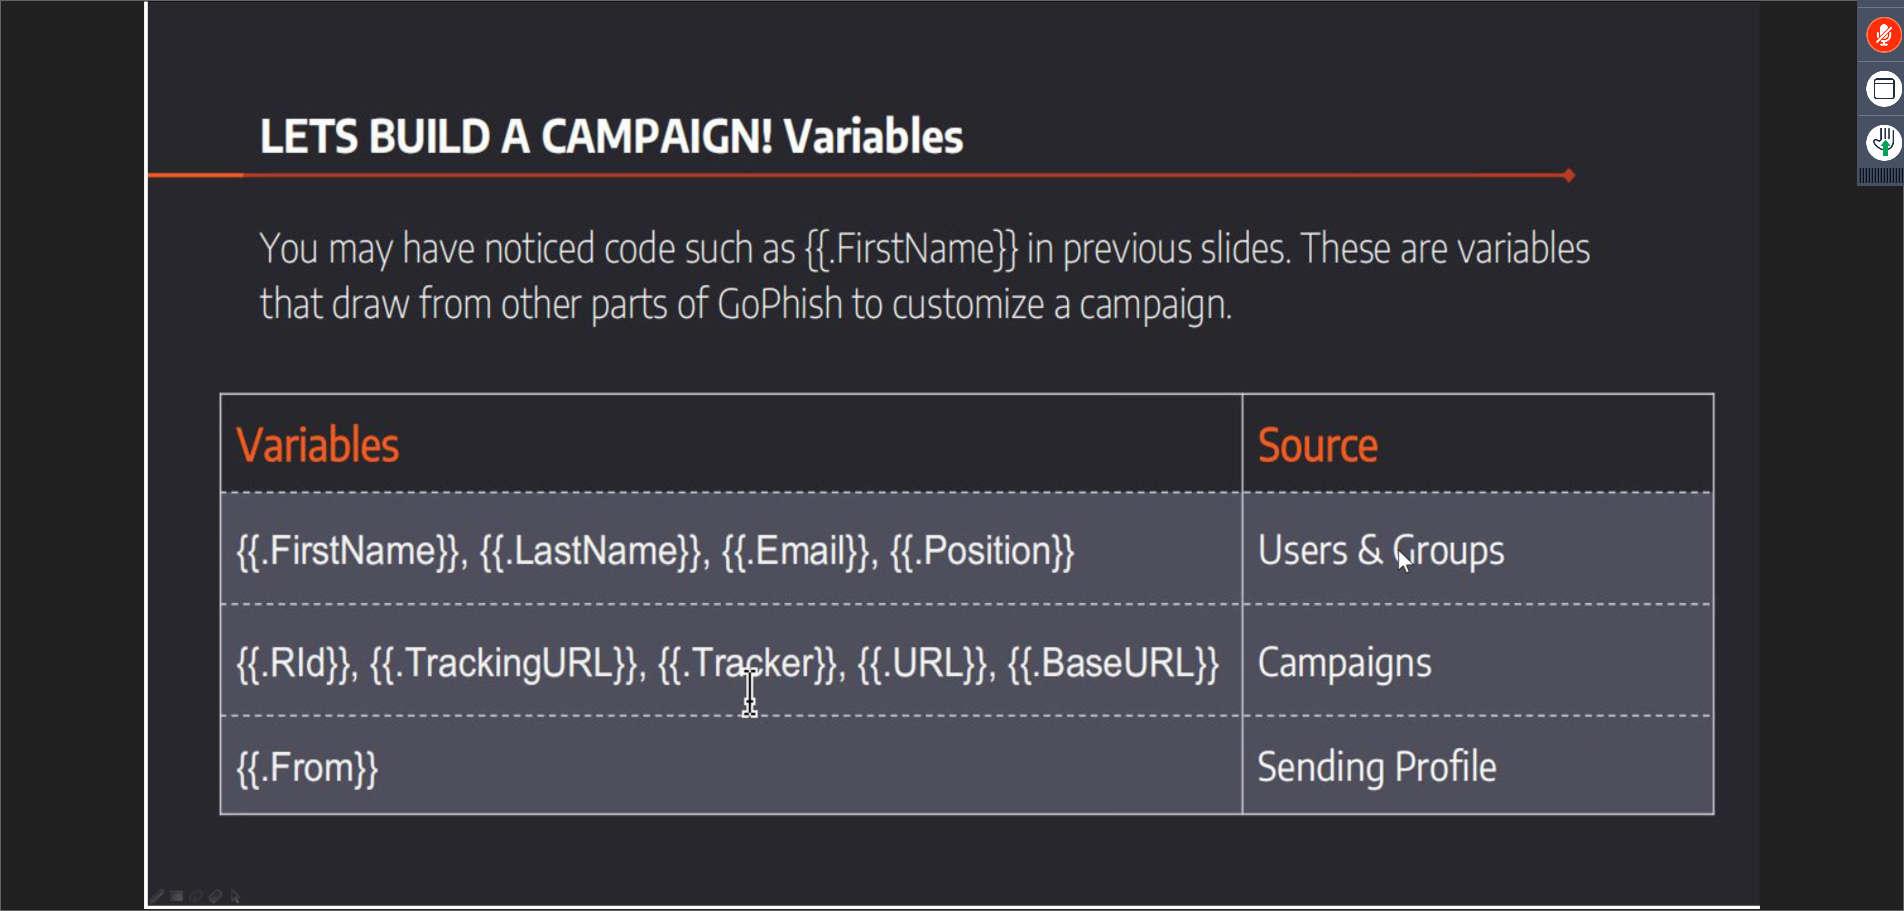 LETS BUILD A CAMPAIGN! Variables
You may have noticed code such as {{.FirstName}} in previous slides. These are variables
that draw from other parts of GoPhish to customize a campaign.
Variables
Source
{{.FirstName}}, {{.LastName}}, {{.Email}}, {{.Position}}
Users & Groups
{{.RId}}, {{.TrackingURL}}, {{.Tracker}}, {{.URL}}, {{.BaseURL}}
Campaigns
{{.From}}
Sending Profile